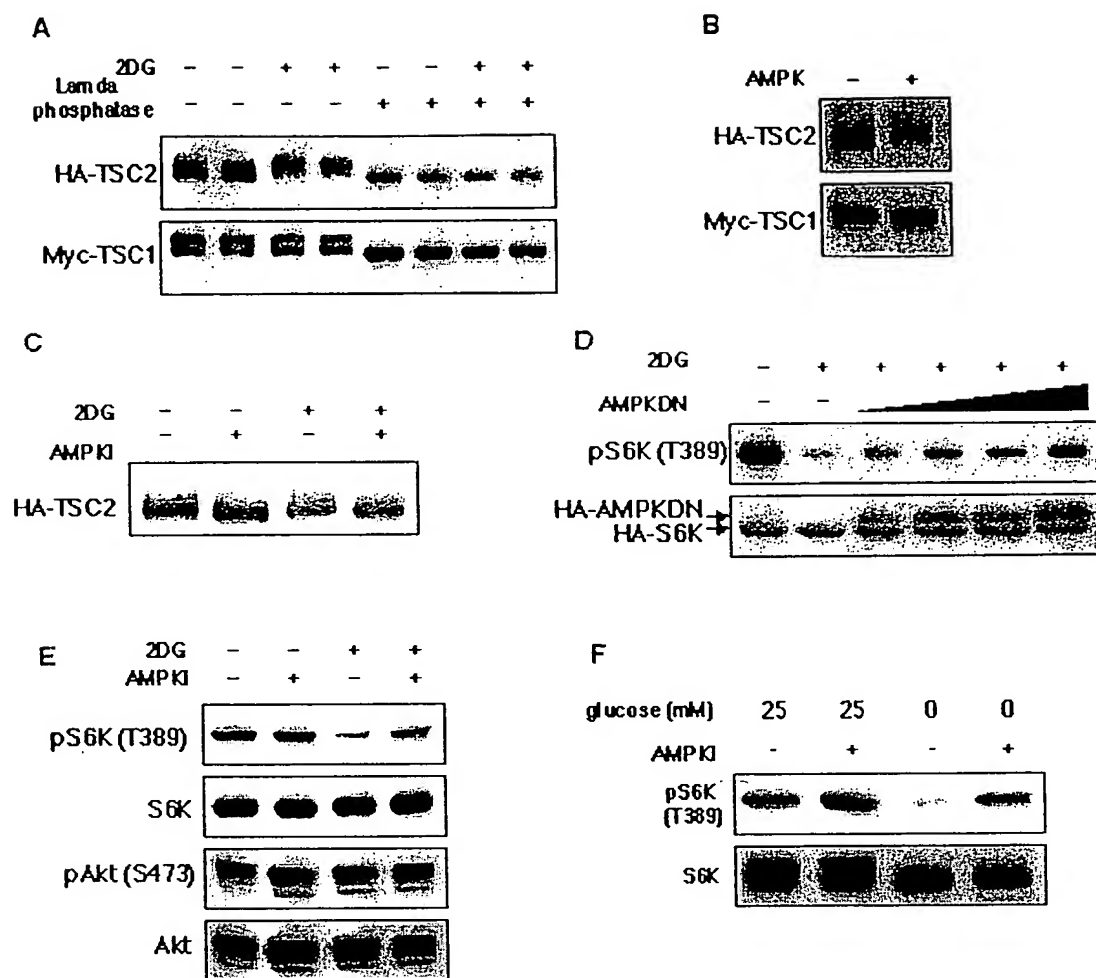 A
2DG - - + + - - + +
Lamda
phosphalase - - - - + + + +
HA-TSC2
Myc-TSC1
B
AMPK - +
HA-TSC2
Myc-TSC1
C
2DG - - + +
AMPKI - + - +
HA-TSC2
D
2DG - + + + + +
AMPKDN - -
pS6K (T389)
HA-AMPKDN
HA-S6K
E
2DG - - + +
AMPKI - + - +
pS6K (T389)
S6K
pAkt (S473)
Akt
F
glucose (mM) 25 25 0 0
AMPKI - + - +
pS6K
(T389)
S6K